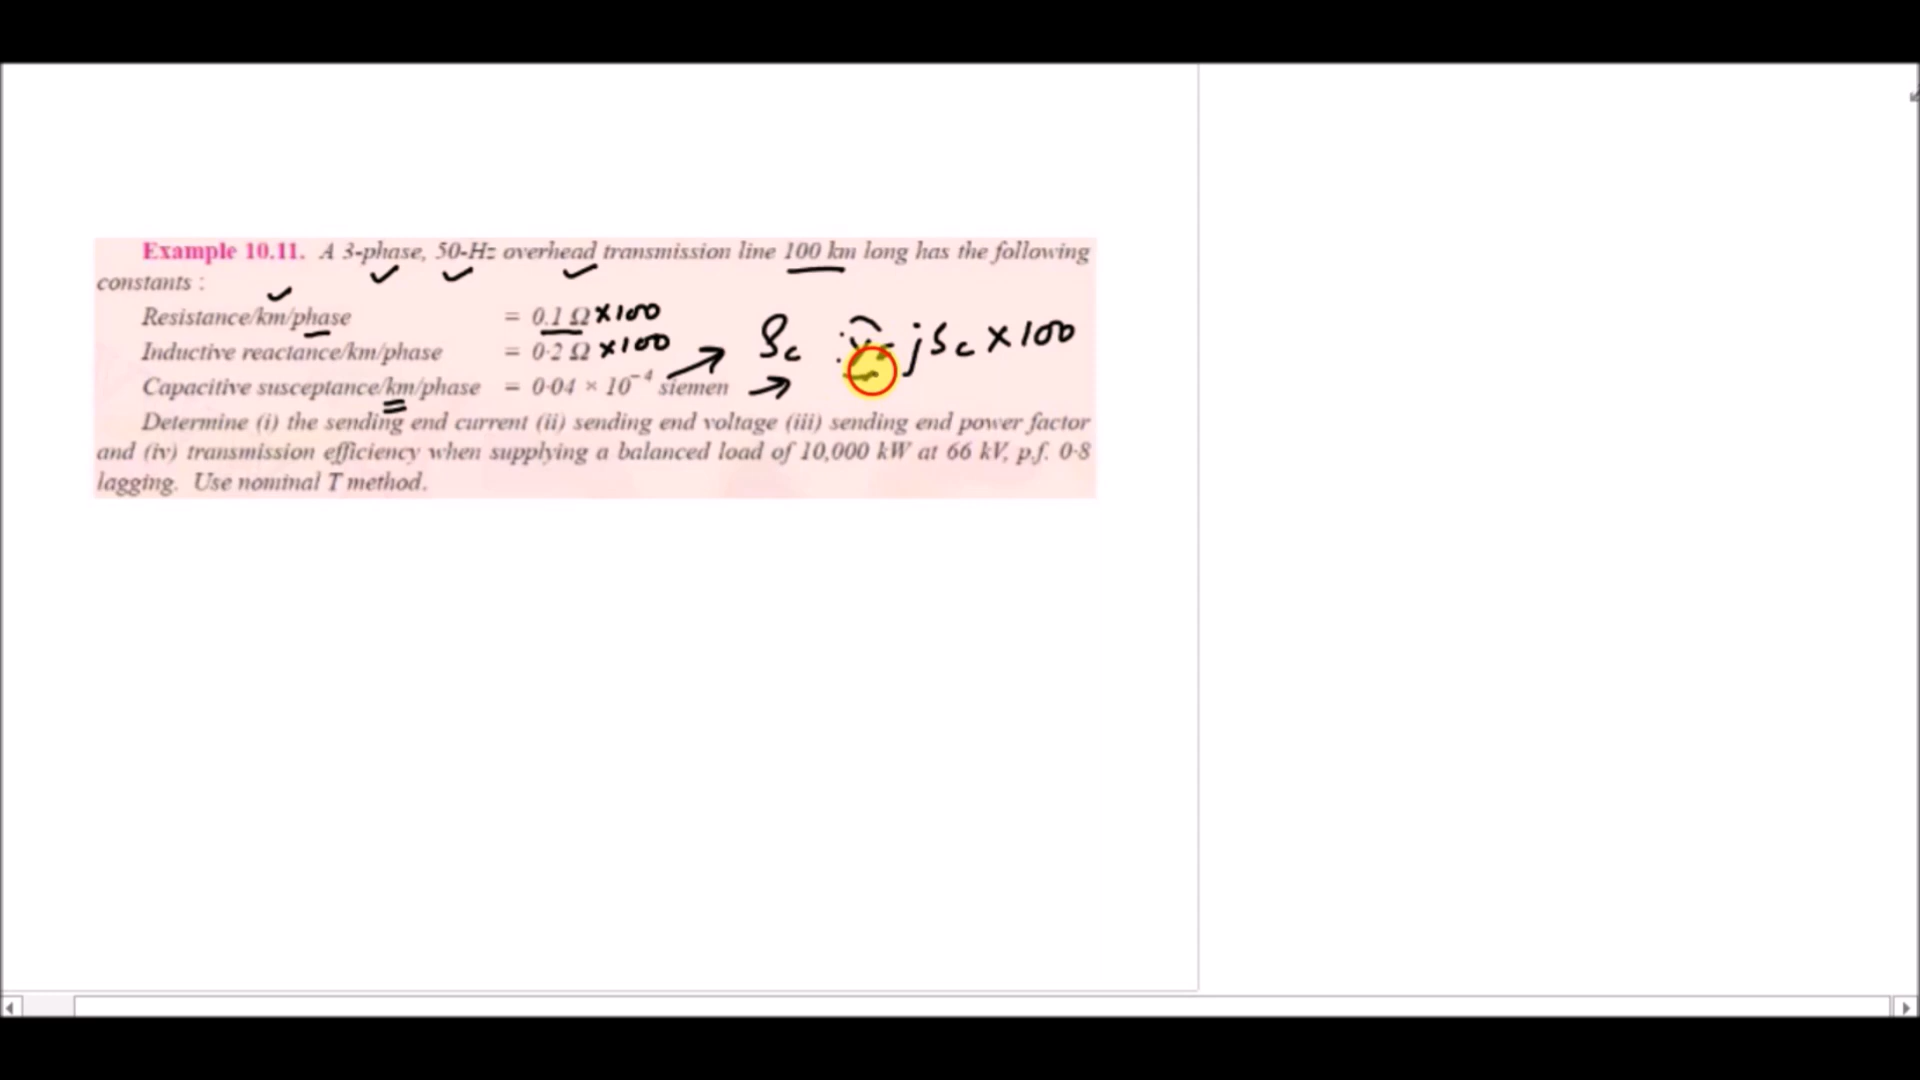 Example 10.11. A 3-phase, 50-Hz overhead transmission line 100 km long has the following
constants :
Resistance/km/phase = 0.1 Ω ×100
Inductive reactance/km/phase = 0·2 Ω ×100
Sc jSc ×100
Capacitive susceptance/km/phase = 0·04 × 10⁻⁴ siemen
Determine (i) the sending end current (ii) sending end voltage (iii) sending end power factor
and (iv) transmission efficiency when supplying a balanced load of 10,000 kW at 66 kV, p.f. 0·8
lagging. Use nominal T method.